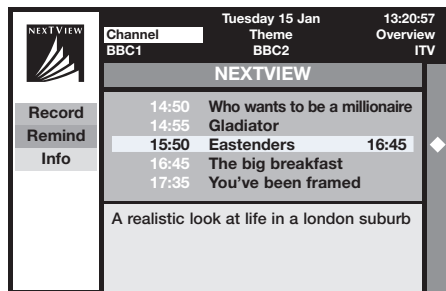 NEXTVIEW
Tuesday 15 Jan 13:20:57
Channel Theme Overview
BBC1 BBC2 ITV
NEXTVIEW
Record
Remind
Info
14:50 Who wants to be a millionaire
14:55 Gladiator
15:50 Eastenders 16:45
16:45 The big breakfast
17:35 You've been framed
A realistic look at life in a london suburb